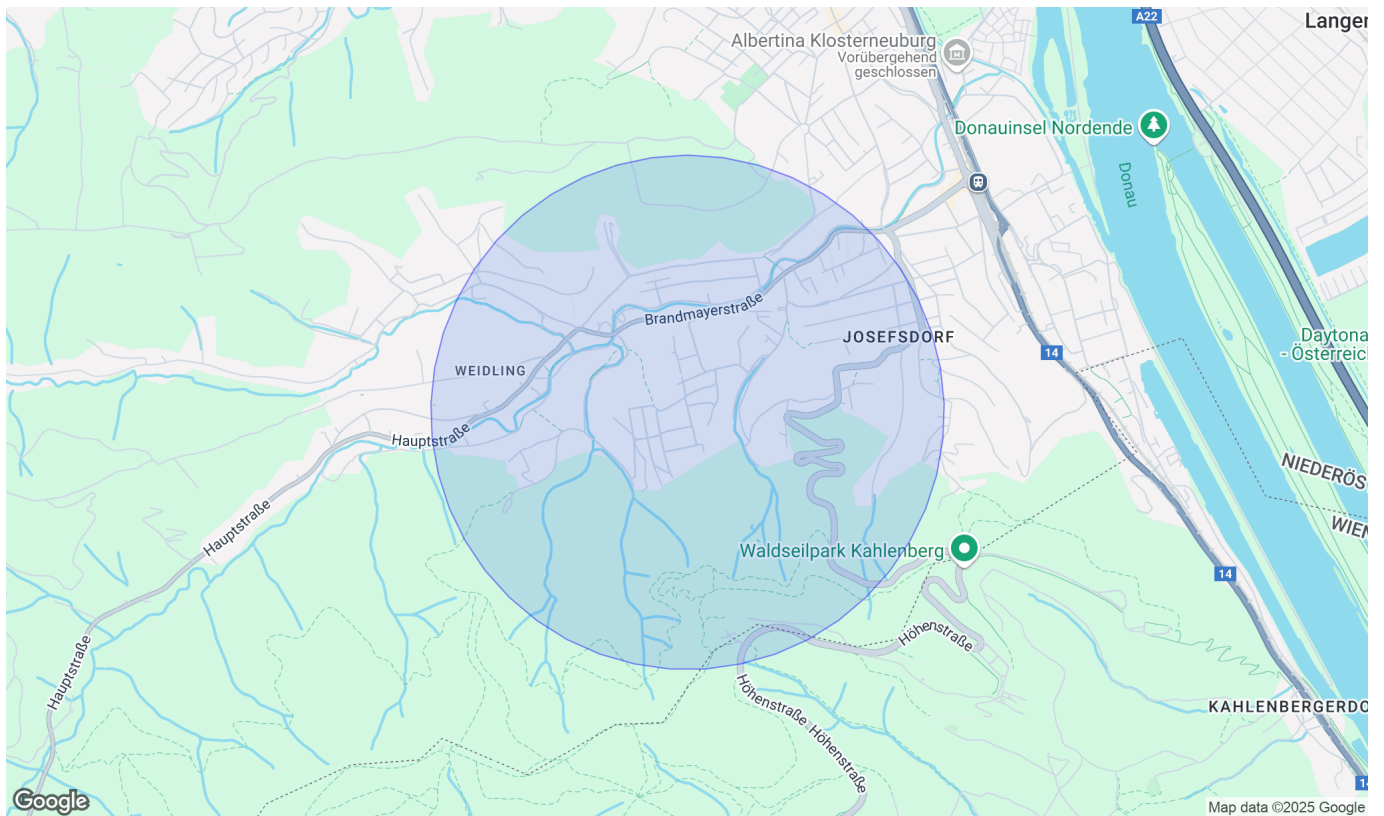 A22
Langer
Albertina Klosterneuburg
Vorübergehend
geschlossen
Donauinsel Nordende
Donau
Brandmayerstraße
JOSEFSDORF
14
Daytona
- Österreich
WEIDLING
Hauptstraße
NIEDERÖS
WIEN
Hauptstraße
Waldseilpark Kahlenberg
14
Höhenstraße
Hauptstraße
Höhenstraße
Höhenstraße
KAHLENBERGERDO
14
Google
Map data ©2025 Google